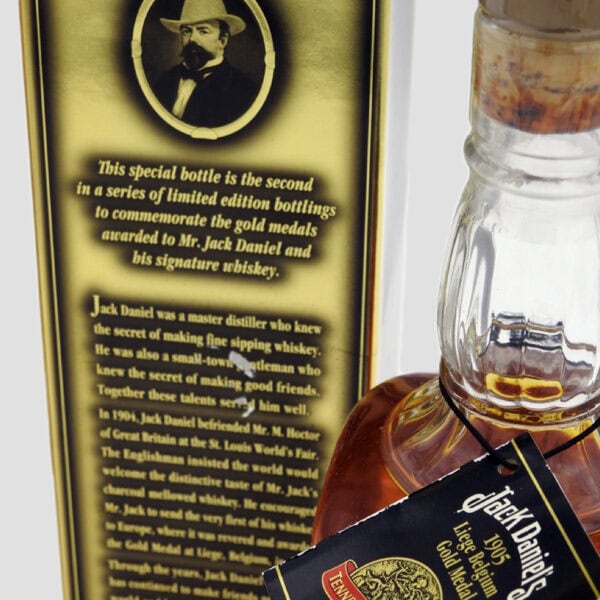 This special bottle is the second
in a series of limited edition bottlings
to commemorate the gold medals
awarded to Mr. Jack Daniel and
his signature whiskey.
Jack Daniel was a master distiller who knew
the secret of making fine sipping whiskey.
He was also a small-town who
knew the secret of making good friends.
Together these talents him well.
In 1904, Jack Daniel befriended Mr. M. Hoctor
of Great Britain at the St. Louis World's Fair.
The Englishman insisted the world would
welcome the distinctive taste of Mr. Jack's
charcoal mellowed whiskey. He
Mr. Jack to send the very first of his
to Europe, where it was revered and
the Gold Medal at Liege, Belgium,
Through the years, Jack
has continued to make friends
Jack Daniel's
1905
Liege Belgium
Gold Medal